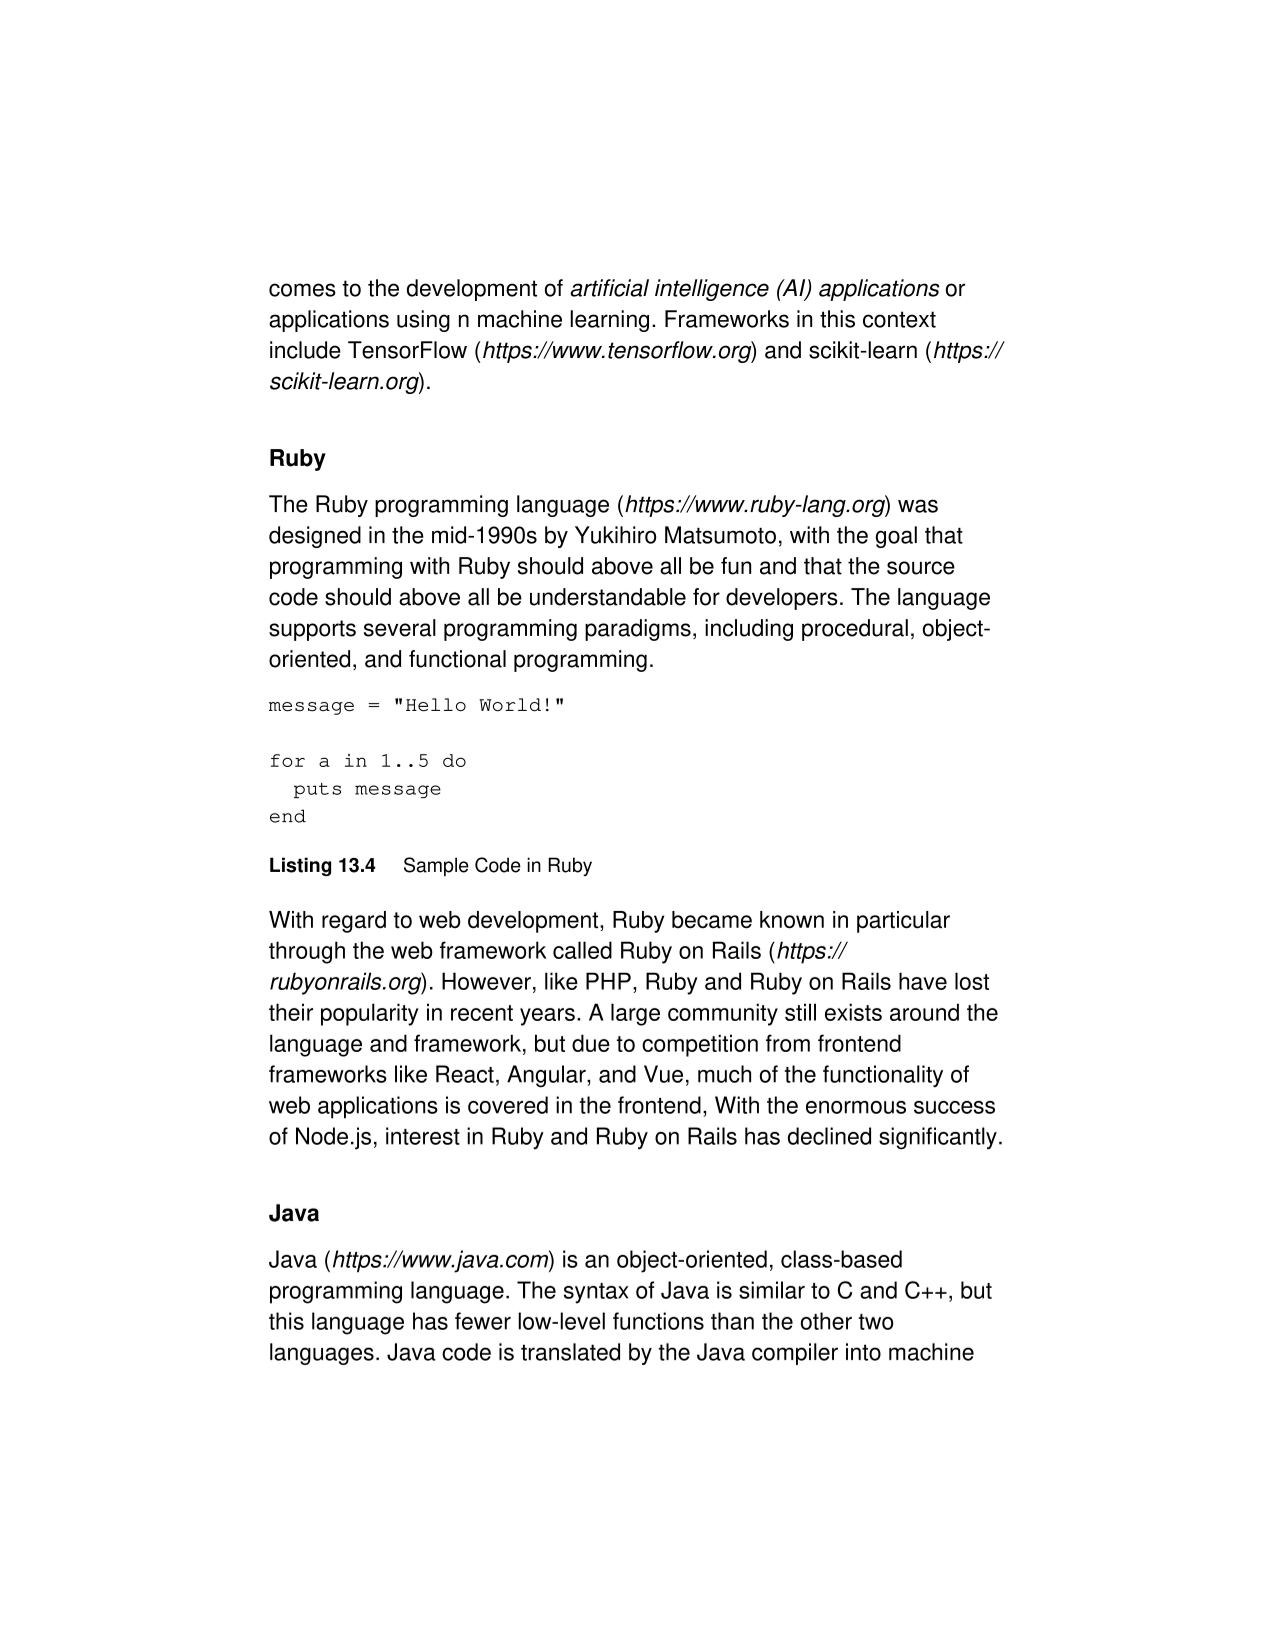 comes to the development of artificial intelligence (AI) applications or
applications using n machine learning. Frameworks in this context
include TensorFlow (https://www.tensorflow.org) and scikit-learn (https://
scikit-learn.org).
Ruby
The Ruby programming language (https://www.ruby-lang.org) was
designed in the mid-1990s by Yukihiro Matsumoto, with the goal that
programming with Ruby should above all be fun and that the source
code should above all be understandable for developers. The language
supports several programming paradigms, including procedural, object-
oriented, and functional programming.
message = "Hello World!"
for a in 1..5 do
  puts message
end
Listing 13.4 Sample Code in Ruby
With regard to web development, Ruby became known in particular
through the web framework called Ruby on Rails (https://
rubyonrails.org). However, like PHP, Ruby and Ruby on Rails have lost
their popularity in recent years. A large community still exists around the
language and framework, but due to competition from frontend
frameworks like React, Angular, and Vue, much of the functionality of
web applications is covered in the frontend, With the enormous success
of Node.js, interest in Ruby and Ruby on Rails has declined significantly.
Java
Java (https://www.java.com) is an object-oriented, class-based
programming language. The syntax of Java is similar to C and C++, but
this language has fewer low-level functions than the other two
languages. Java code is translated by the Java compiler into machine